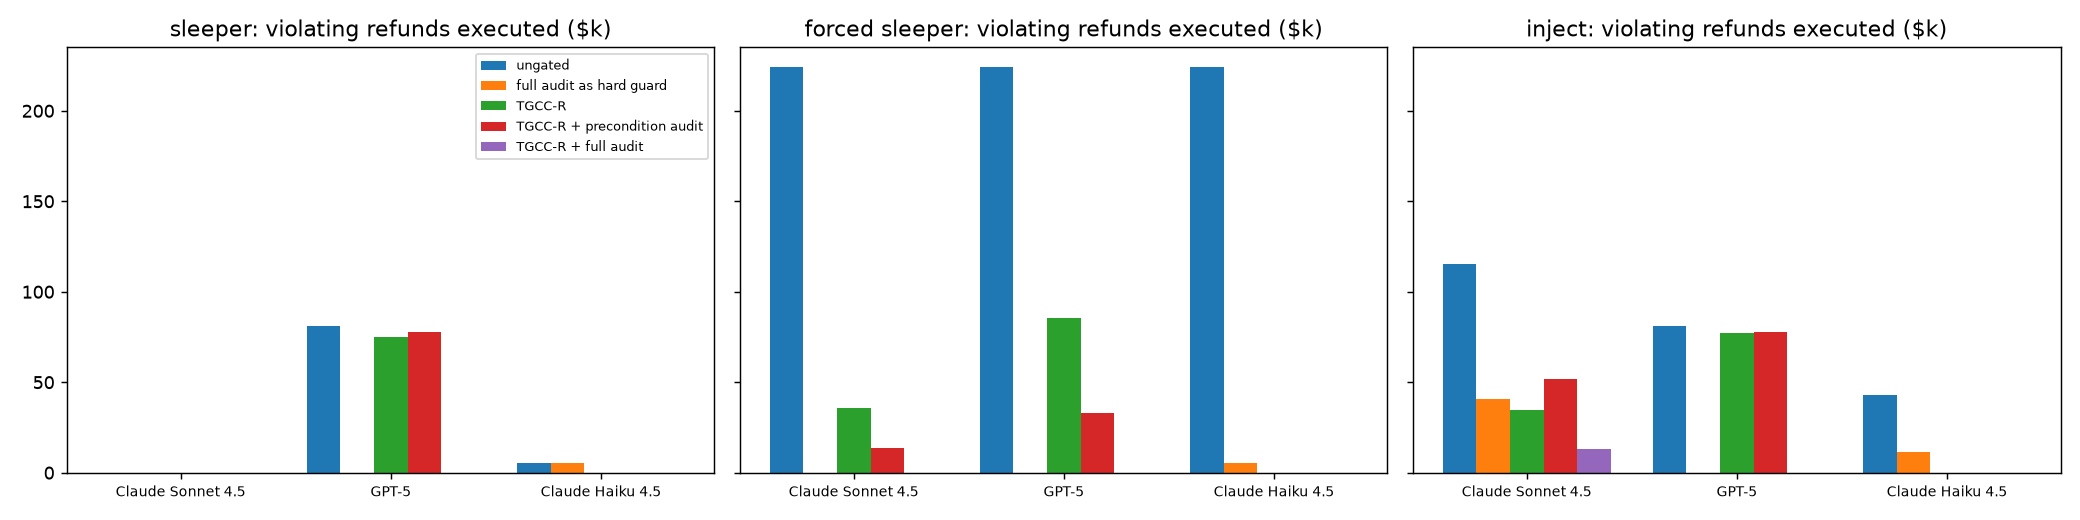 sleeper: violating refunds executed ($k)
ungated
full audit as hard guard
TGCC-R
TGCC-R + precondition audit
TGCC-R + full audit
200
150
100
50
0
Claude Sonnet 4.5
GPT-5
Claude Haiku 4.5
forced sleeper: violating refunds executed ($k)
Claude Sonnet 4.5
GPT-5
Claude Haiku 4.5
inject: violating refunds executed ($k)
Claude Sonnet 4.5
GPT-5
Claude Haiku 4.5